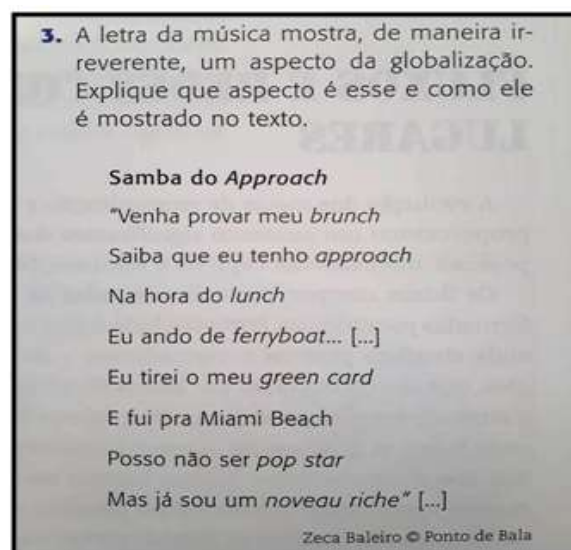 3. A letra da música mostra, de maneira ir-
reverente, um aspecto da globalização.
Explique que aspecto é esse e como ele
é mostrado no texto.
Samba do Approach
"Venha provar meu brunch
Saiba que eu tenho approach
Na hora do lunch
Eu ando de ferryboat... [...]
Eu tirei o meu green card
E fui pra Miami Beach
Posso não ser pop star
Mas já sou um noveau riche" [...]
Zeca Baleiro © Ponto de Bala